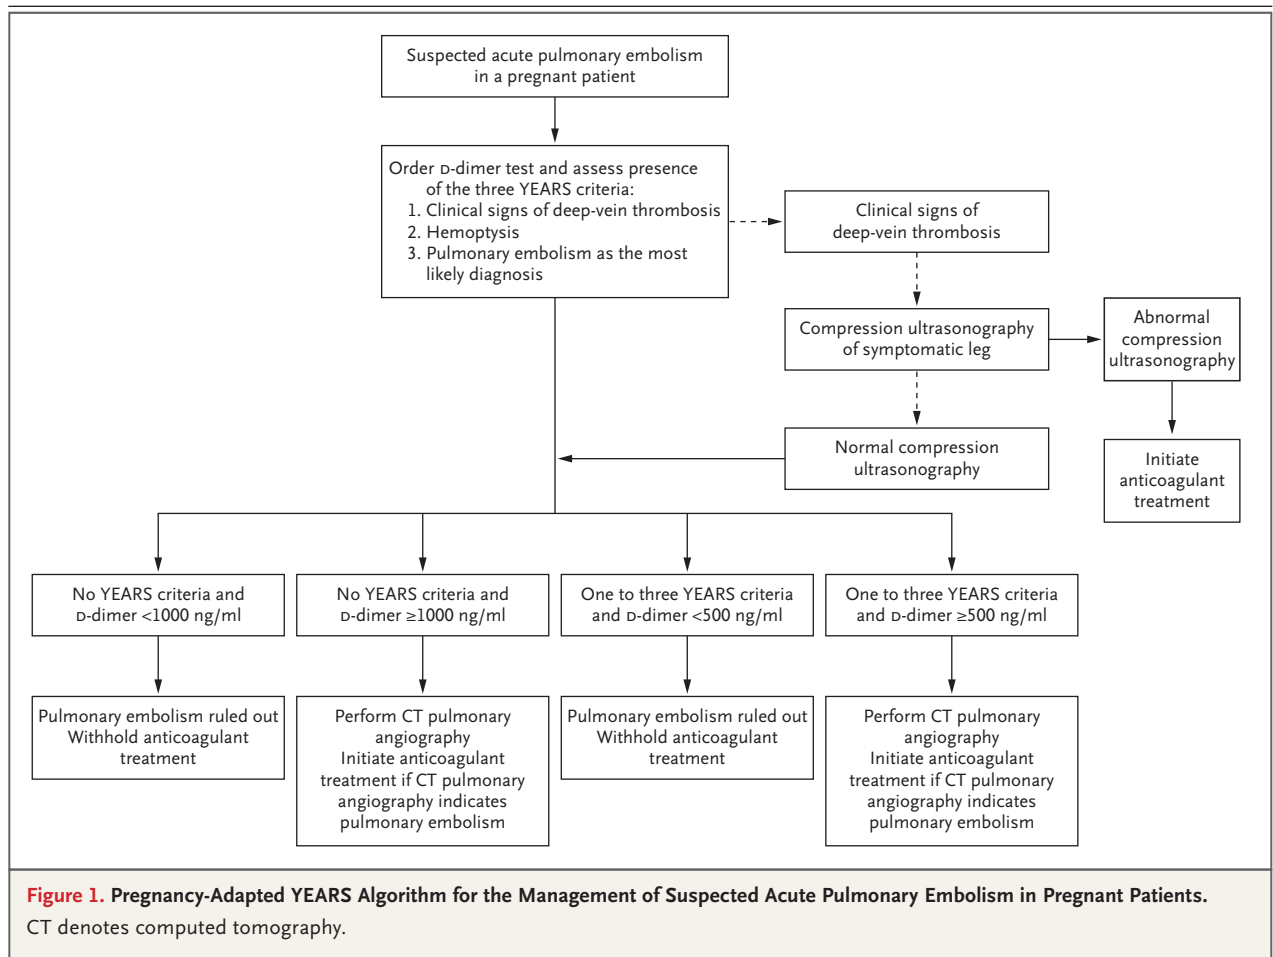 Suspected acute pulmonary embolism
in a pregnant patient
Order D-dimer test and assess presence
of the three YEARS criteria:
1. Clinical signs of deep-vein thrombosis
2. Hemoptysis
3. Pulmonary embolism as the most
likely diagnosis
Clinical signs of
deep-vein thrombosis
Compression ultrasonography
of symptomatic leg
Abnormal
compression
ultrasonography
Normal compression
ultrasonography
Initiate
anticoagulant
treatment
No YEARS criteria and
D-dimer <1000 ng/ml
No YEARS criteria and
D-dimer ≥1000 ng/ml
One to three YEARS criteria
and D-dimer <500 ng/ml
One to three YEARS criteria
and D-dimer ≥500 ng/ml
Pulmonary embolism ruled out
Withhold anticoagulant
treatment
Perform CT pulmonary
angiography
Initiate anticoagulant
treatment if CT pulmonary
angiography indicates
pulmonary embolism
Pulmonary embolism ruled out
Withhold anticoagulant
treatment
Perform CT pulmonary
angiography
Initiate anticoagulant
treatment if CT pulmonary
angiography indicates
pulmonary embolism
Figure 1. Pregnancy-Adapted YEARS Algorithm for the Management of Suspected Acute Pulmonary Embolism in Pregnant Patients.
CT denotes computed tomography.